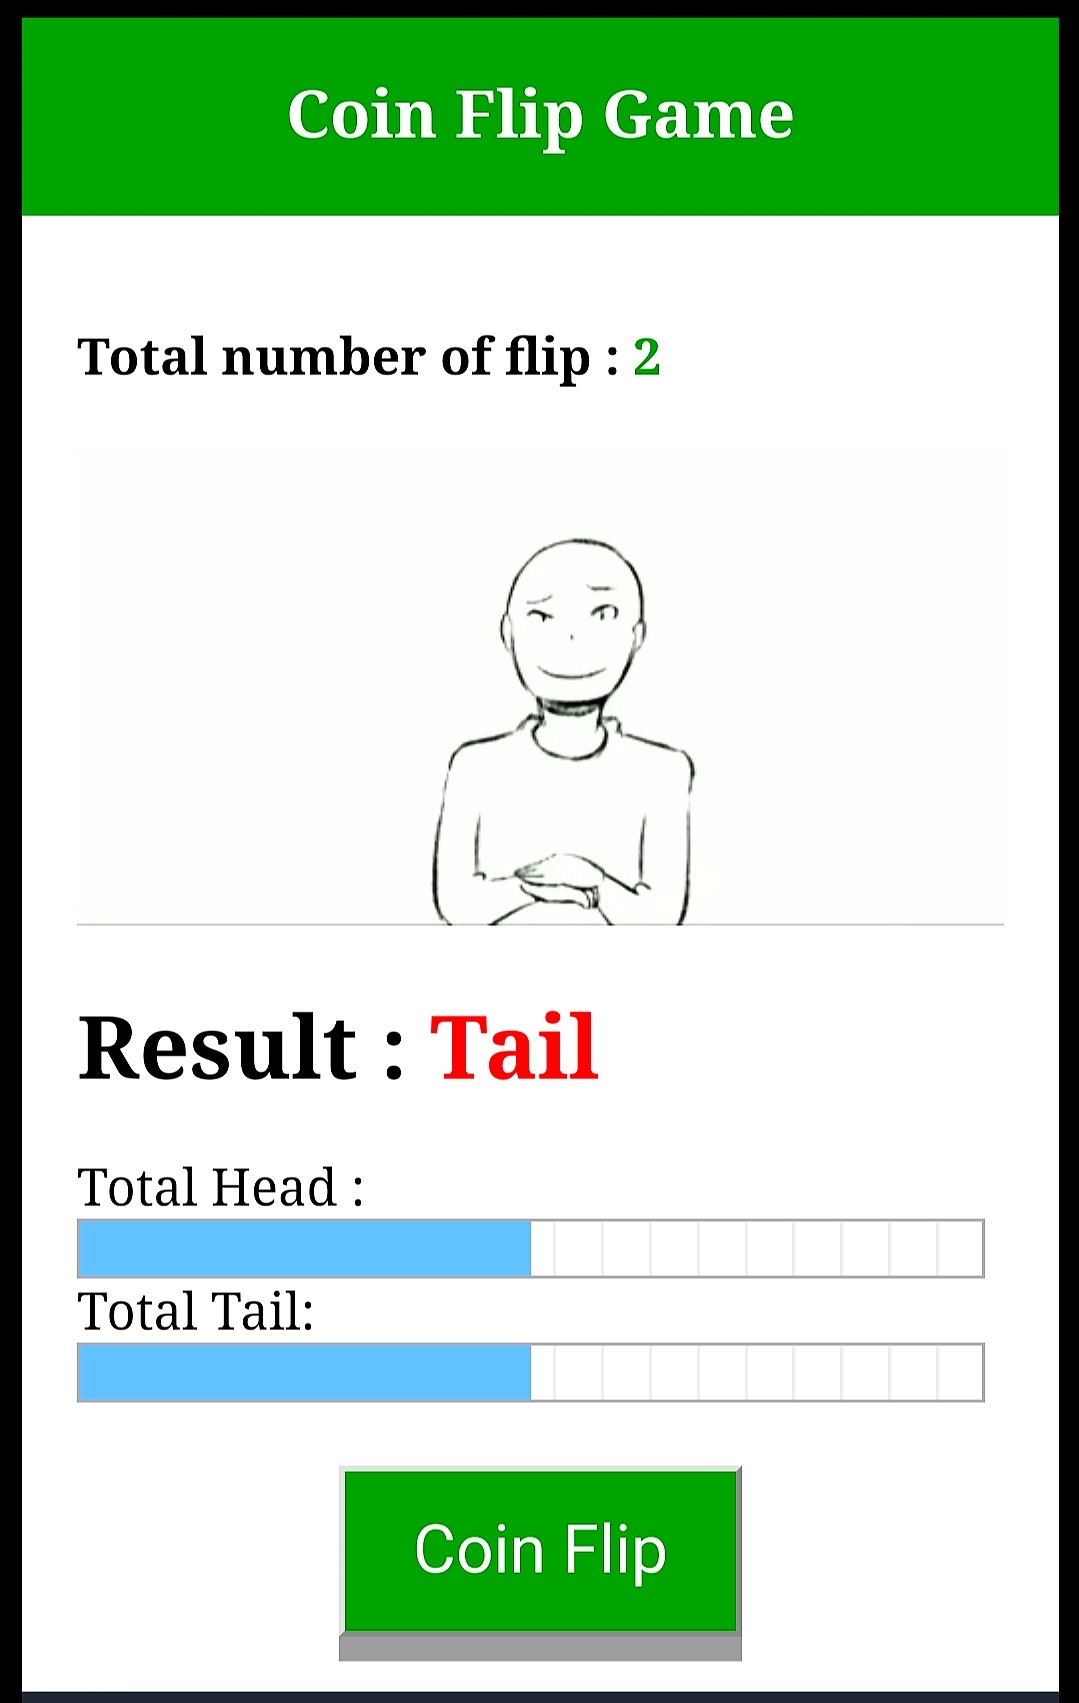 Coin Flip Game
Total number of flip : 2
Result : Tail
Total Head :
Total Tail:
Coin Flip